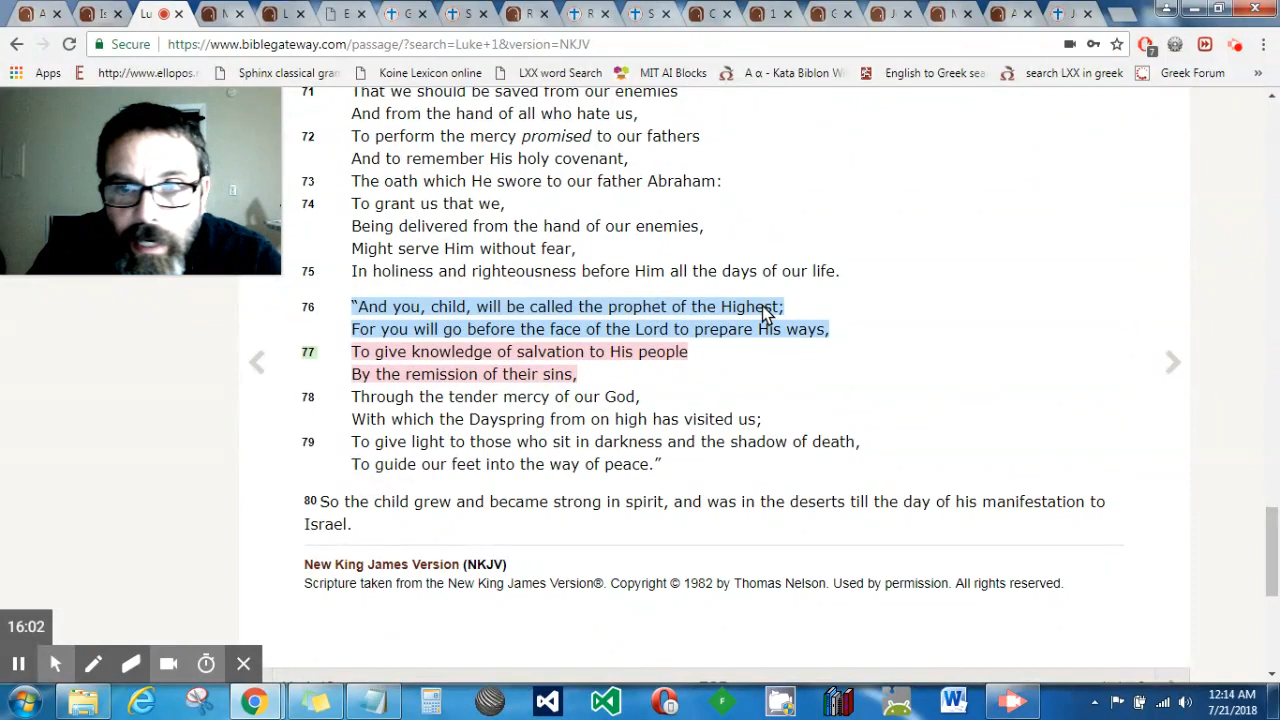 A
Is
Lu
N
L
E
G
S
R
R
S
C
1
J
N
A
J
7
Secure
https://www.biblegateway.com/passage/?search=Luke+1&version=NKJV
Apps
http://www.ellopos.n
Sphinx classical gran
Koine Lexicon online
LXX word Search
MIT AI Blocks
Α α - Kata Biblon Wi
English to Greek sea
search LXX in greek
Greek Forum
»
71 That we should be saved from our enemies
And from the hand of all who hate us,
72 To perform the mercy promised to our fathers
And to remember His holy covenant,
73 The oath which He swore to our father Abraham:
74 To grant us that we,
Being delivered from the hand of our enemies,
Might serve Him without fear,
75 In holiness and righteousness before Him all the days of our life.
76 “And you, child, will be called the prophet of the Highest;
For you will go before the face of the Lord to prepare His ways,
77 To give knowledge of salvation to His people
By the remission of their sins,
78 Through the tender mercy of our God,
With which the Dayspring from on high has visited us;
79 To give light to those who sit in darkness and the shadow of death,
To guide our feet into the way of peace.”
80 So the child grew and became strong in spirit, and was in the deserts till the day of his manifestation to
Israel.
New King James Version (NKJV)
Scripture taken from the New King James Version®. Copyright © 1982 by Thomas Nelson. Used by permission. All rights reserved.
16:02
12:14 AM
7/21/2018